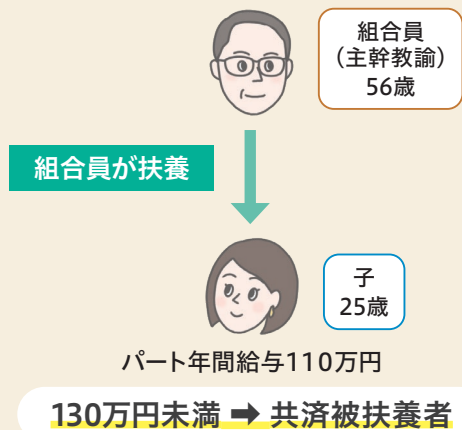 組合員
(主幹教諭)
56歳
組合員が扶養
子
25歳
パート年間給与110万円
130万円未満 ➡ 共済被扶養者